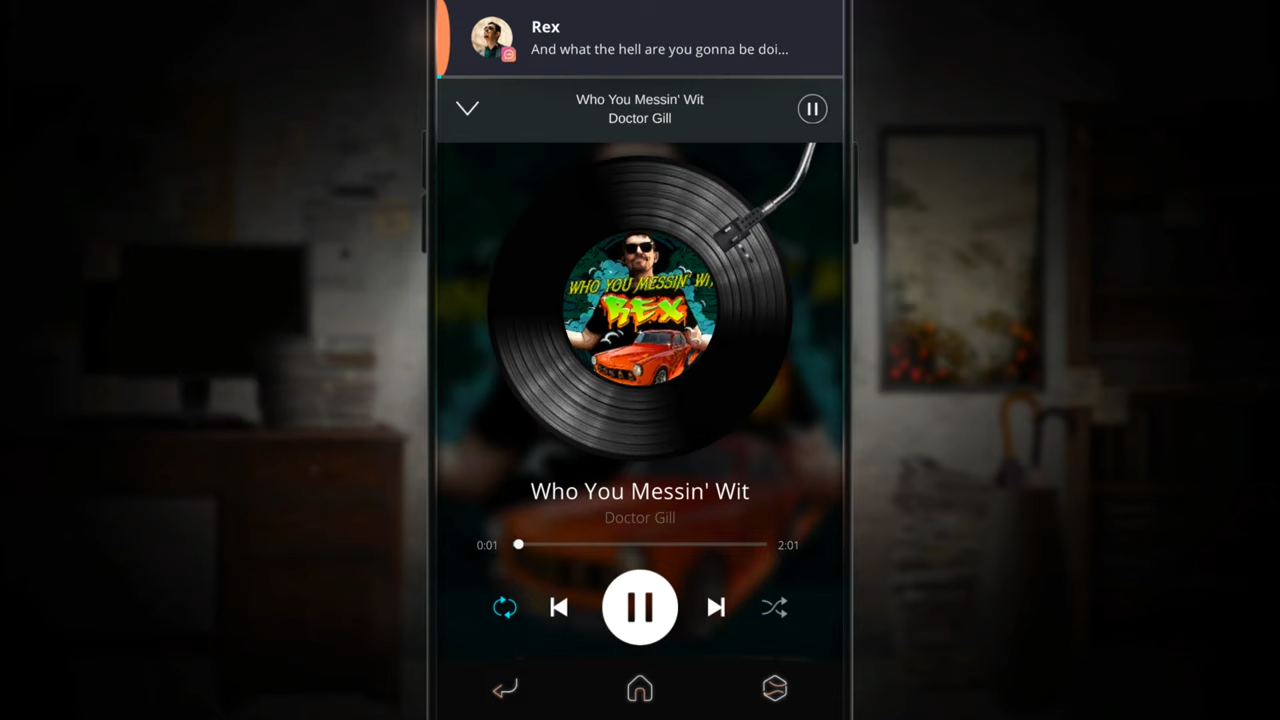 Rex
And what the hell are you gonna be doi...
Who You Messin' Wit
Doctor Gill
WHO YOU MESSIN' WI
REX
Who You Messin' Wit
Doctor Gill
0:01
2:01